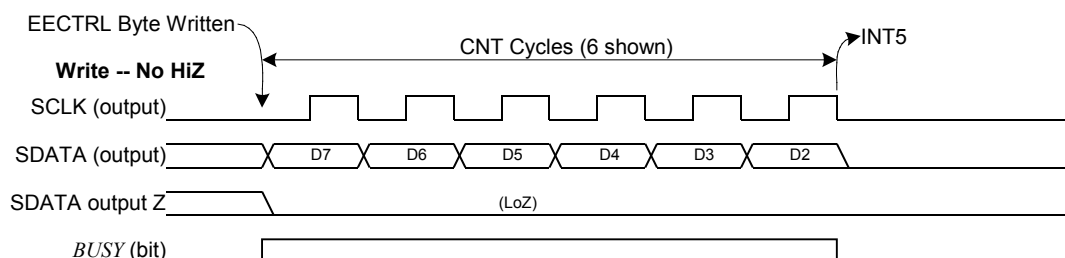 EECTRL Byte Written
CNT Cycles (6 shown)
INT5
Write -- No HiZ
SCLK (output)
SDATA (output)
D7 D6 D5 D4 D3 D2
SDATA output Z
(LoZ)
BUSY (bit)